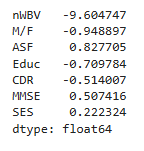 nWBV -9.604747
M/F -0.948897
ASF 0.827705
Educ -0.709784
CDR -0.514007
MMSE 0.507416
SES 0.222324
dtype: float64